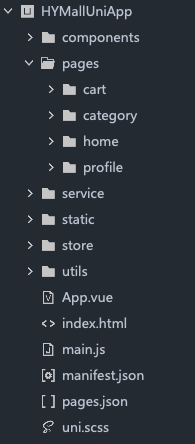 HYMallUniApp
components
pages
cart
category
home
profile
service
static
store
utils
App.vue
index.html
main.js
manifest.json
pages.json
uni.scss